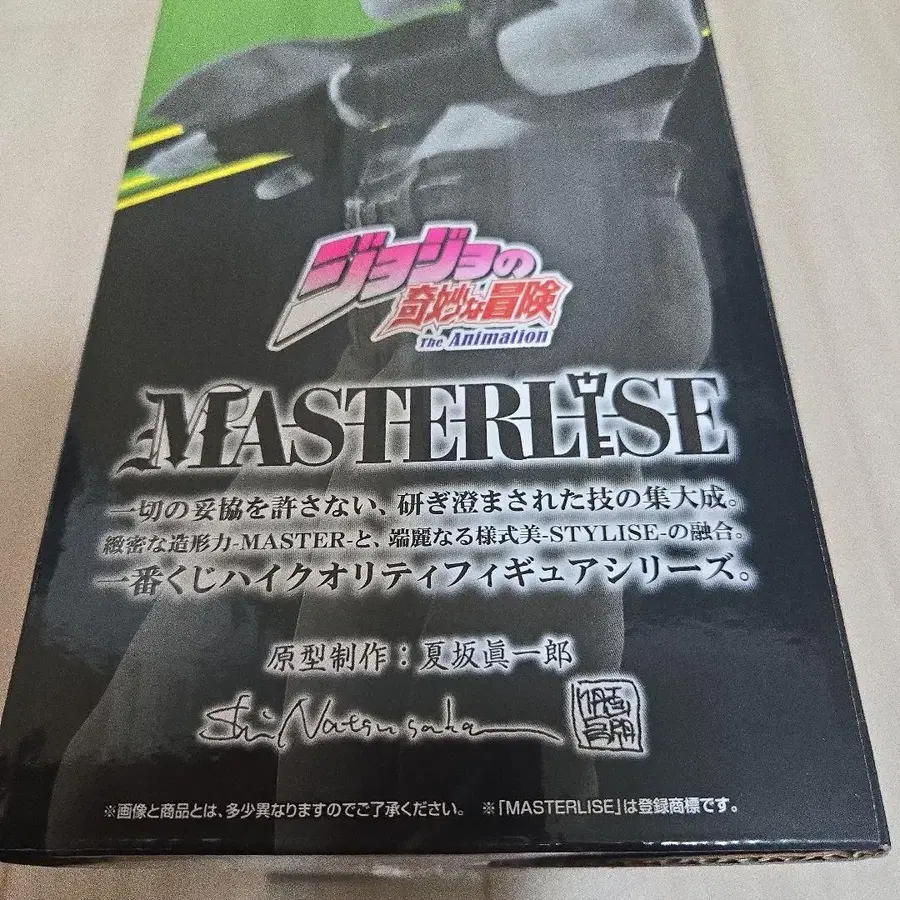 ジョジョの
奇妙な冒険
The Animation
MASTERLISE
一切の妥協を許さない、研ぎ澄まされた技の集大成。
緻密な造形力-MASTER-と、端麗なる様式美-STYLISE-の融合。
一番くじハイクオリティフィギュアシリーズ。
原型制作：夏坂眞一郎
Shin Natsusaka
※画像と商品とは、多少異なりますのでご了承ください。 ※「MASTERLISE」は登録商標です。